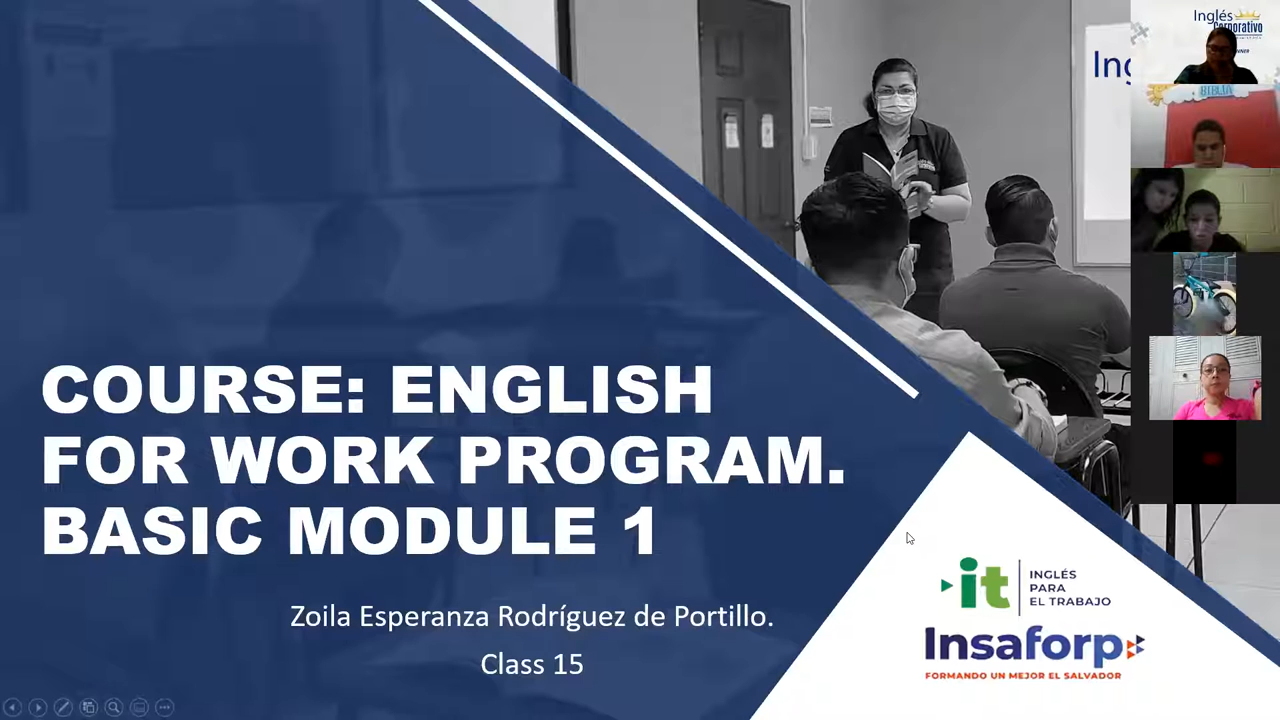 COURSE: ENGLISH
FOR WORK PROGRAM.
BASIC MODULE 1
Zoila Esperanza Rodríguez de Portillo.
Class 15
it
INGLÉS
PARA
EL TRABAJO
Insaforp
FORMANDO UN MEJOR EL SALVADOR
Ing
Inglés
Corporativo